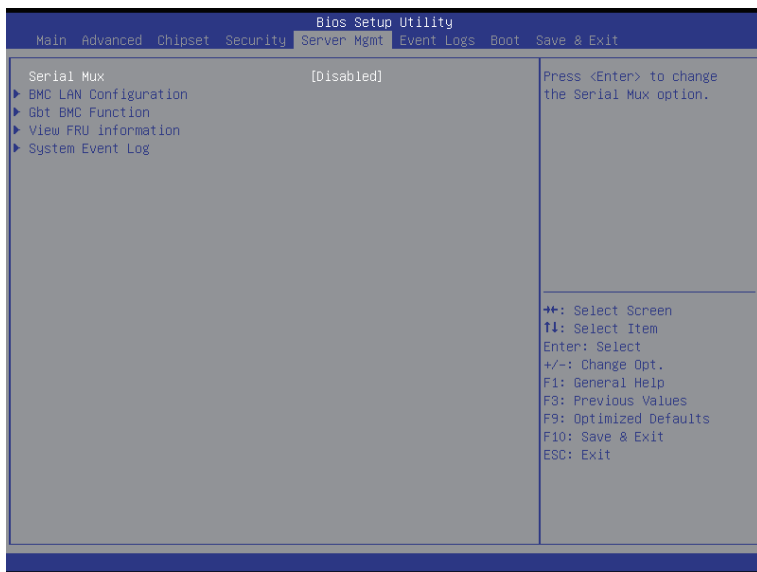 Bios Setup Utility
Main Advanced Chipset Security Server Mgmt Event Logs Boot Save & Exit
Serial Mux [Disabled]
BMC LAN Configuration
Gbt BMC Function
View FRU information
System Event Log
Press <Enter> to change
the Serial Mux option.
→←: Select Screen
↑↓: Select Item
Enter: Select
+/-: Change Opt.
F1: General Help
F3: Previous Values
F9: Optimized Defaults
F10: Save & Exit
ESC: Exit